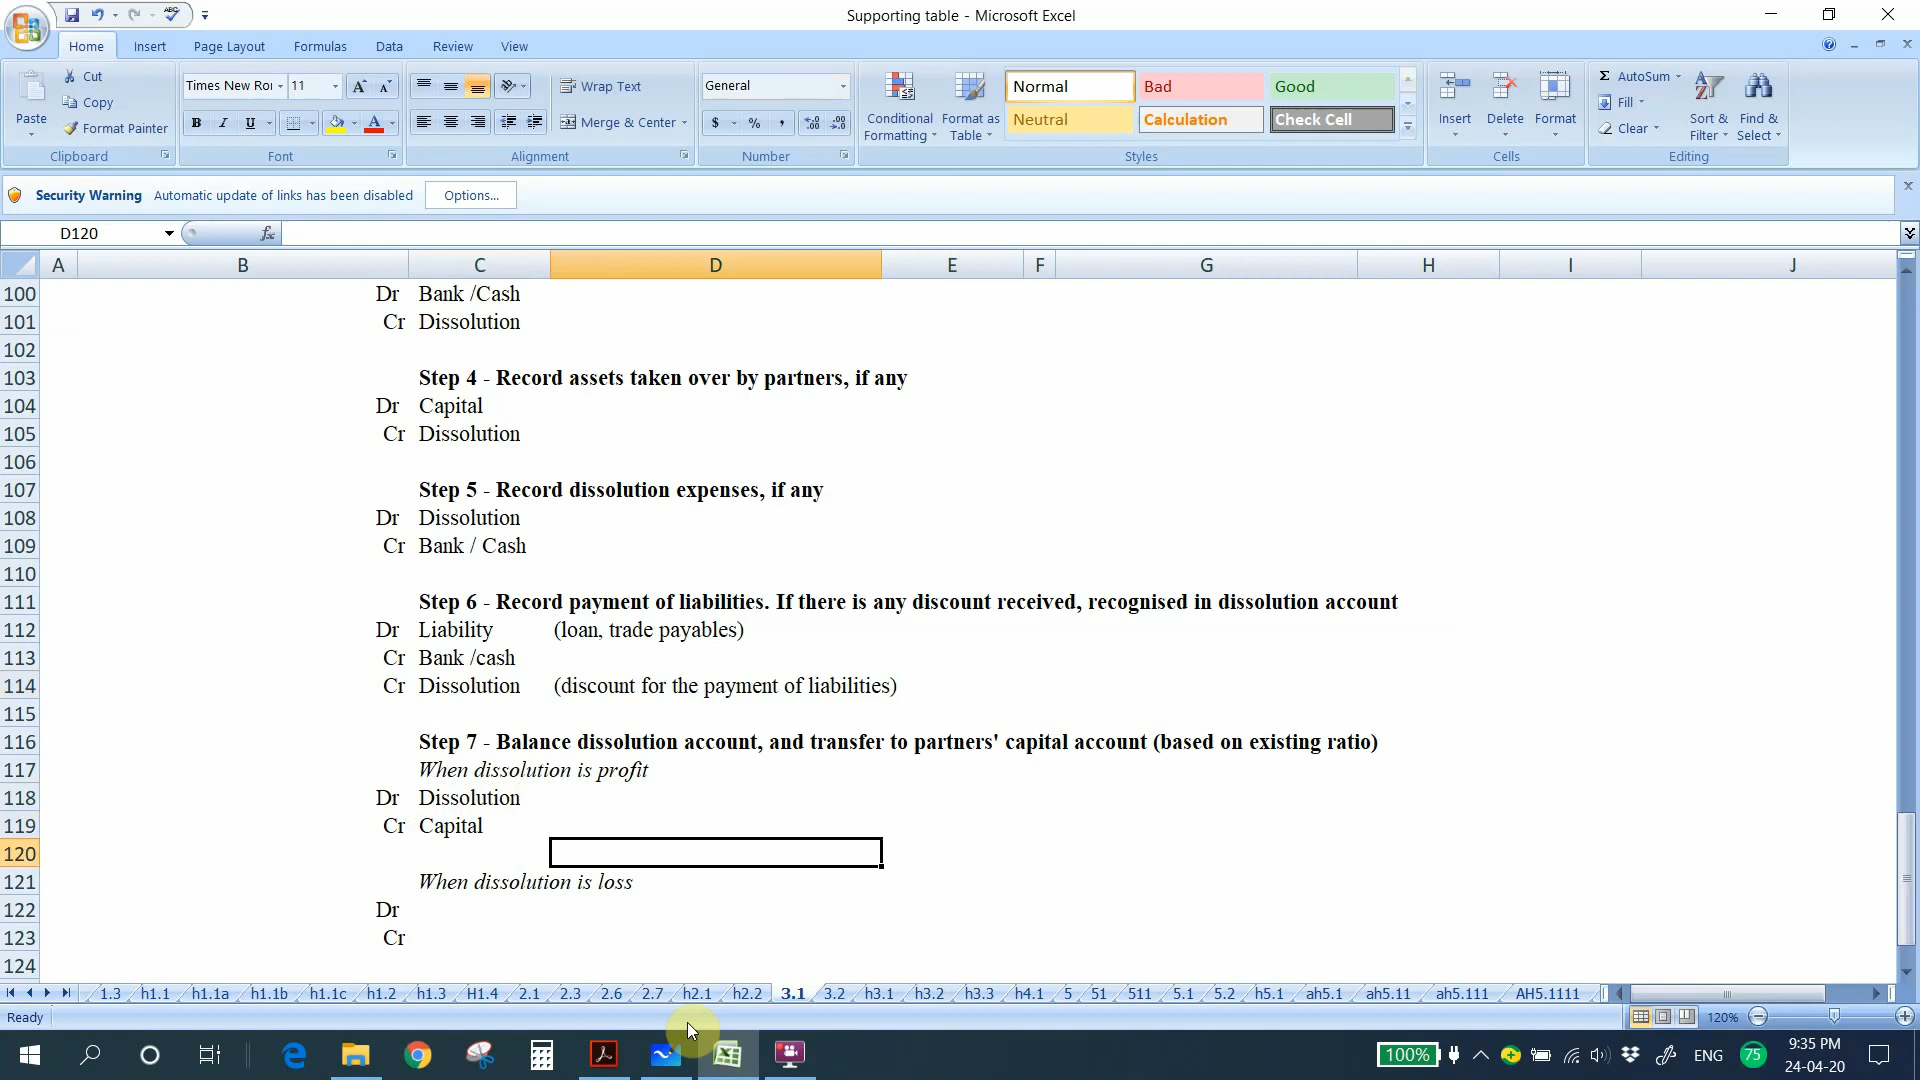 Supporting table - Microsoft Excel
Home Insert Page Layout Formulas Data Review View
Paste Cut Copy Format Painter Clipboard
Times New Roi 11 B I U Font
Wrap Text Merge & Center Alignment
General $ % , Number
Conditional Formatting Format as Table Normal Bad Good Neutral Calculation Check Cell Styles
Insert Delete Format Cells
Σ AutoSum Fill Clear Sort & Filter Find & Select Editing
Security Warning Automatic update of links has been disabled Options...
D120 fx
A B C D E F G H I J
100 Dr Bank /Cash
101 Cr Dissolution
102
103 Step 4 - Record assets taken over by partners, if any
104 Dr Capital
105 Cr Dissolution
106
107 Step 5 - Record dissolution expenses, if any
108 Dr Dissolution
109 Cr Bank / Cash
110
111 Step 6 - Record payment of liabilities. If there is any discount received, recognised in dissolution account
112 Dr Liability (loan, trade payables)
113 Cr Bank /cash
114 Cr Dissolution (discount for the payment of liabilities)
115
116 Step 7 - Balance dissolution account, and transfer to partners' capital account (based on existing ratio)
117 When dissolution is profit
118 Dr Dissolution
119 Cr Capital
120
121 When dissolution is loss
122 Dr
123 Cr
124
1.3 h1.1 h1.1a h1.1b h1.1c h1.2 h1.3 H1.4 2.1 2.3 2.6 2.7 h2.1 h2.2 3.1 3.2 h3.1 h3.2 h3.3 h4.1 5 51 511 5.1 5.2 h5.1 ah5.1 ah5.11 ah5.111 AH5.1111
Ready 120%
100% ENG 75 9:35 PM
24-04-20